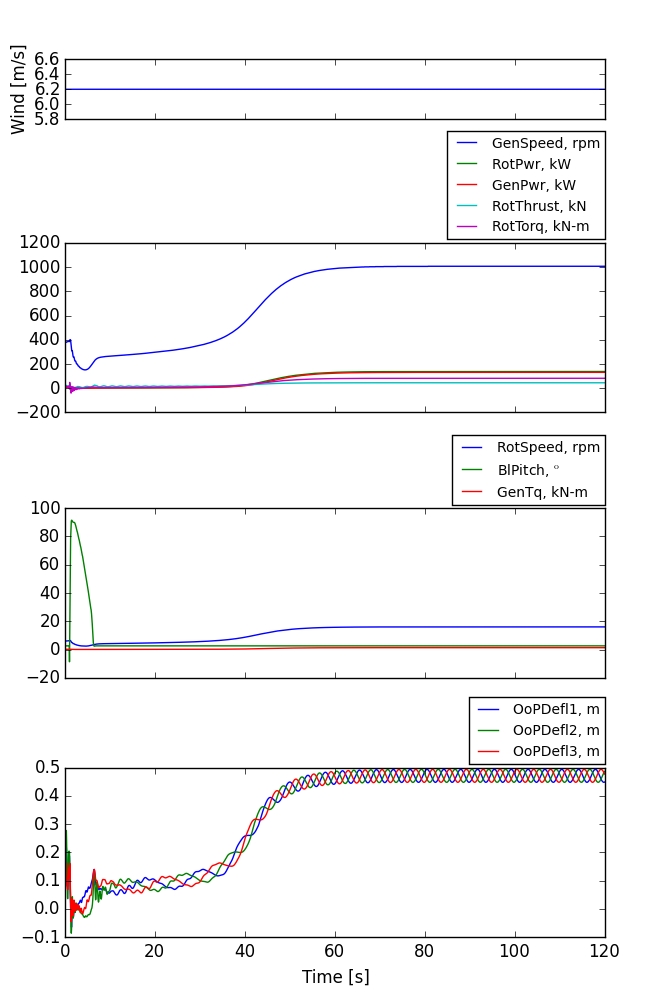 Wind [m/s]
6.6
6.4
6.2
6.0
5.8
GenSpeed, rpm
RotPwr, kW
GenPwr, kW
RotThrust, kN
RotTorq, kN-m
1200
1000
800
600
400
200
0
−200
RotSpeed, rpm
BlPitch, °
GenTq, kN-m
100
80
60
40
20
0
−20
OoPDefl1, m
OoPDefl2, m
OoPDefl3, m
0.5
0.4
0.3
0.2
0.1
0.0
−0.1
0 20 40 60 80 100 120
Time [s]